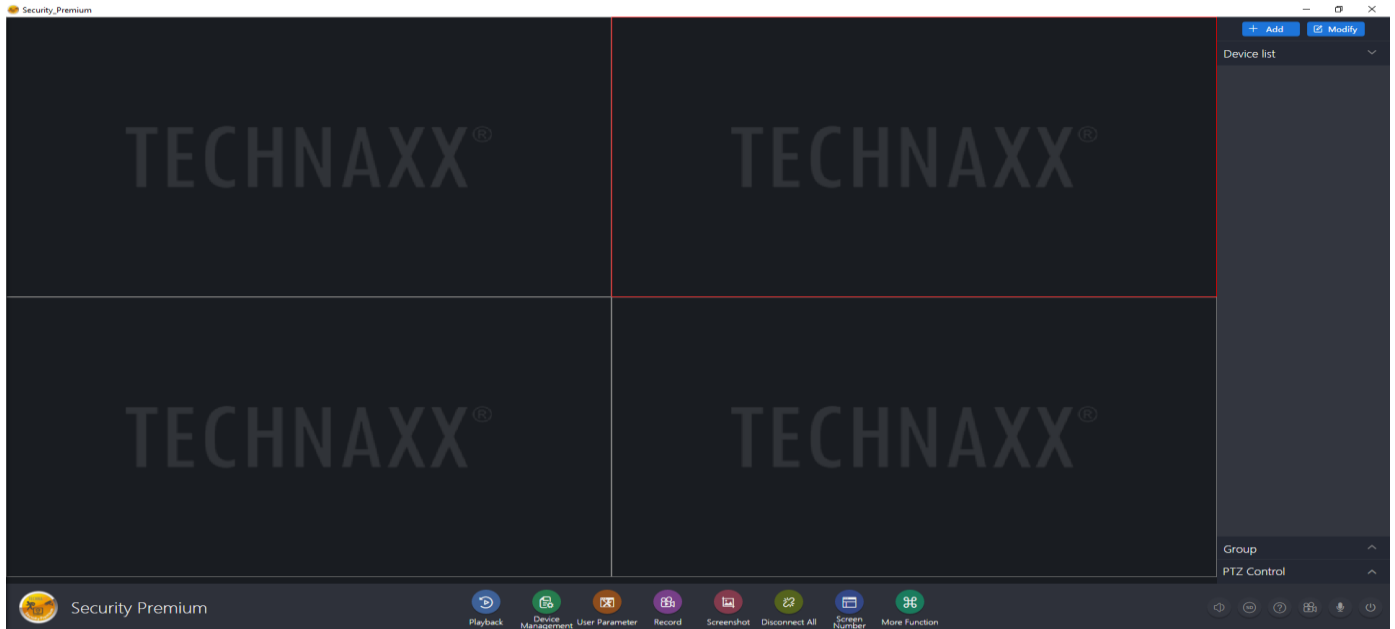 Security_Premium
+ Add
Modify
Device list
TECHNAXX®
TECHNAXX®
TECHNAXX®
TECHNAXX®
Group
PTZ Control
Security Premium
Playback
Device Management
User Parameter
Record
Screenshot
Disconnect All
Screen Number
More Function